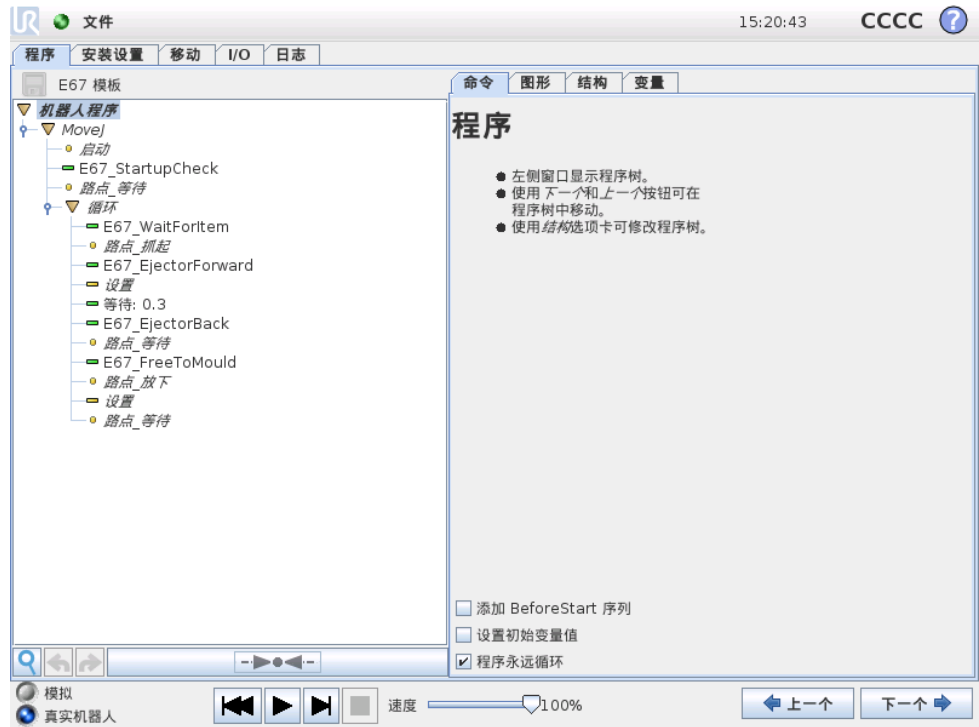 UR 文件 15:20:43 CCCC ?
程序 安装设置 移动 I/O 日志
E67 模板
机器人程序
MoveJ
启动
E67_StartupCheck
路点_等待
循环
E67_WaitForItem
路点_抓起
E67_EjectorForward
设置
等待: 0.3
E67_EjectorBack
路点_等待
E67_FreeToMould
路点_放下
设置
路点_等待
命令 图形 结构 变量
程序
● 左侧窗口显示程序树。
● 使用下一个和上一个按钮可在
程序树中移动。
● 使用结构选项卡可修改程序树。
添加 BeforeStart 序列
设置初始变量值
程序永远循环
模拟
真实机器人
速度 100%
上一个 下一个